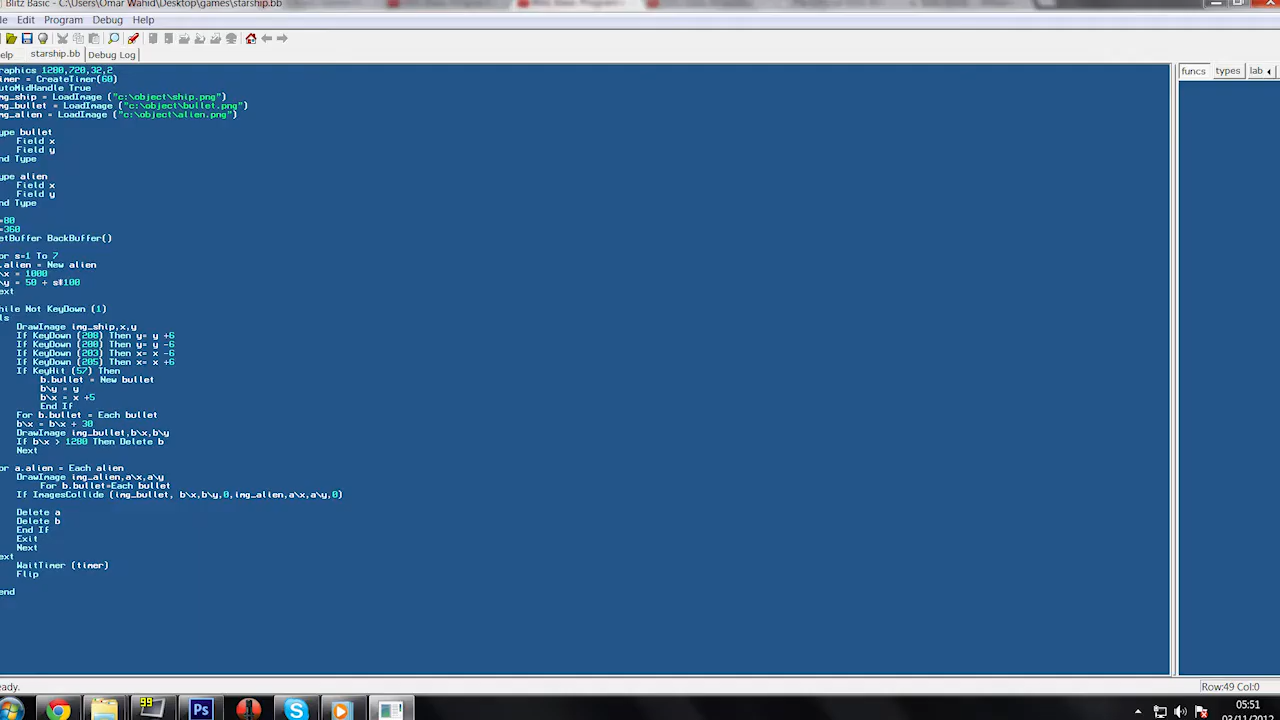 Blitz Basic - C:\Users\Omar Wahid\Desktop\games\starship.bb
le Edit Program Debug Help
elp starship.bb Debug Log
raphics 1280,720,32,2
imer = CreateTimer(60)
utoMidHandle True
mg_ship = LoadImage ("c:\object\ship.png")
mg_bullet = LoadImage ("c:\object\bullet.png")
mg_alien = LoadImage ("c:\object\alien.png")
ype bullet
Field x
Field y
nd Type
ype alien
Field x
Field y
nd Type
=80
=360
etBuffer BackBuffer()
or s=1 To 7
.alien = New alien
\x = 1000
\y = 50 + s*100
ext
hile Not KeyDown (1)
ls
DrawImage img_ship,x,y
If KeyDown (208) Then y= y +6
If KeyDown (200) Then y= y -6
If KeyDown (203) Then x= x -6
If KeyDown (205) Then x= x +6
If KeyHit (57) Then
b.bullet = New bullet
b\y = y
b\x = x +5
End If
For b.bullet = Each bullet
b\x = b\x + 30
DrawImage img_bullet,b\x,b\y
If b\x > 1280 Then Delete b
Next
or a.alien = Each alien
DrawImage img_alien,a\x,a\y
For b.bullet=Each bullet
If ImagesCollide (img_bullet, b\x,b\y,0,img_alien,a\x,a\y,0)
Delete a
Delete b
End If
Exit
Next
ext
WaitTimer (timer)
Flip
end
funcs types lab
eady.
Row:49 Col:0
99
Ps
05:51
03/11/2012